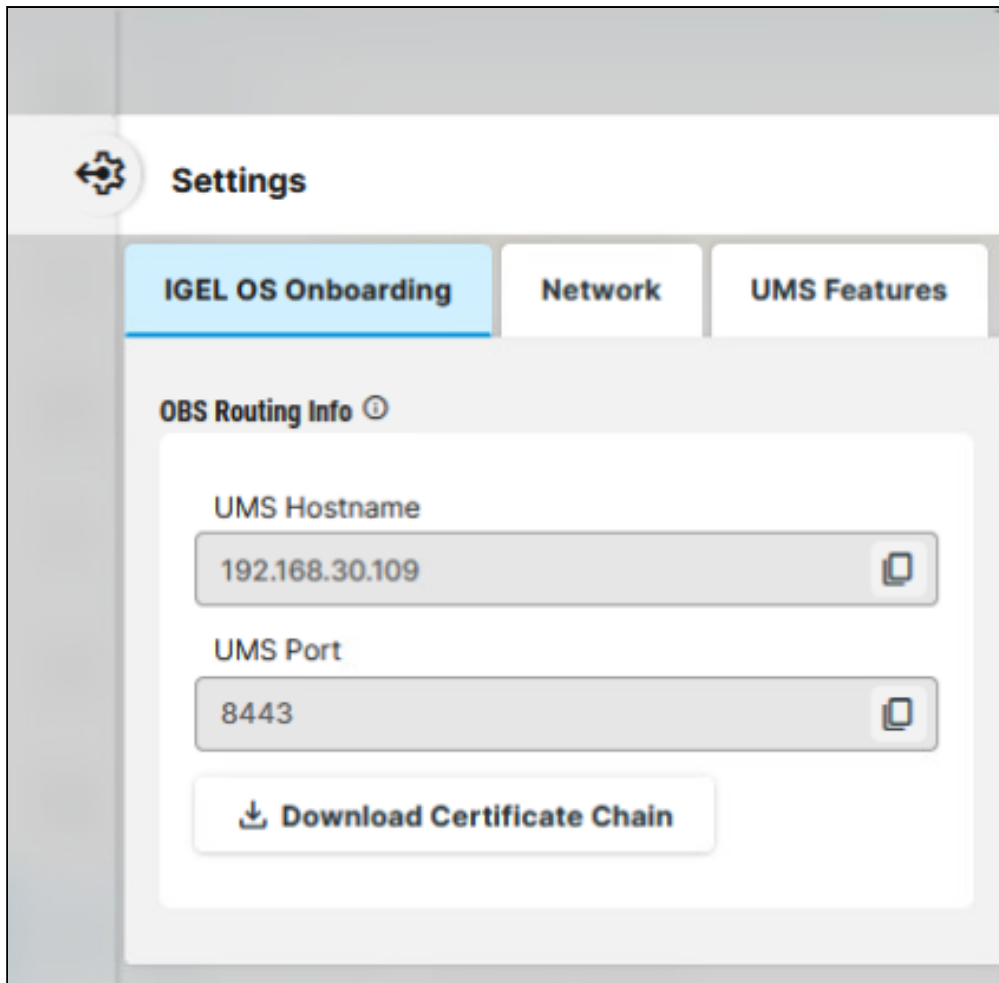 Settings
IGEL OS Onboarding Network UMS Features
OBS Routing Info
UMS Hostname
192.168.30.109
UMS Port
8443
Download Certificate Chain